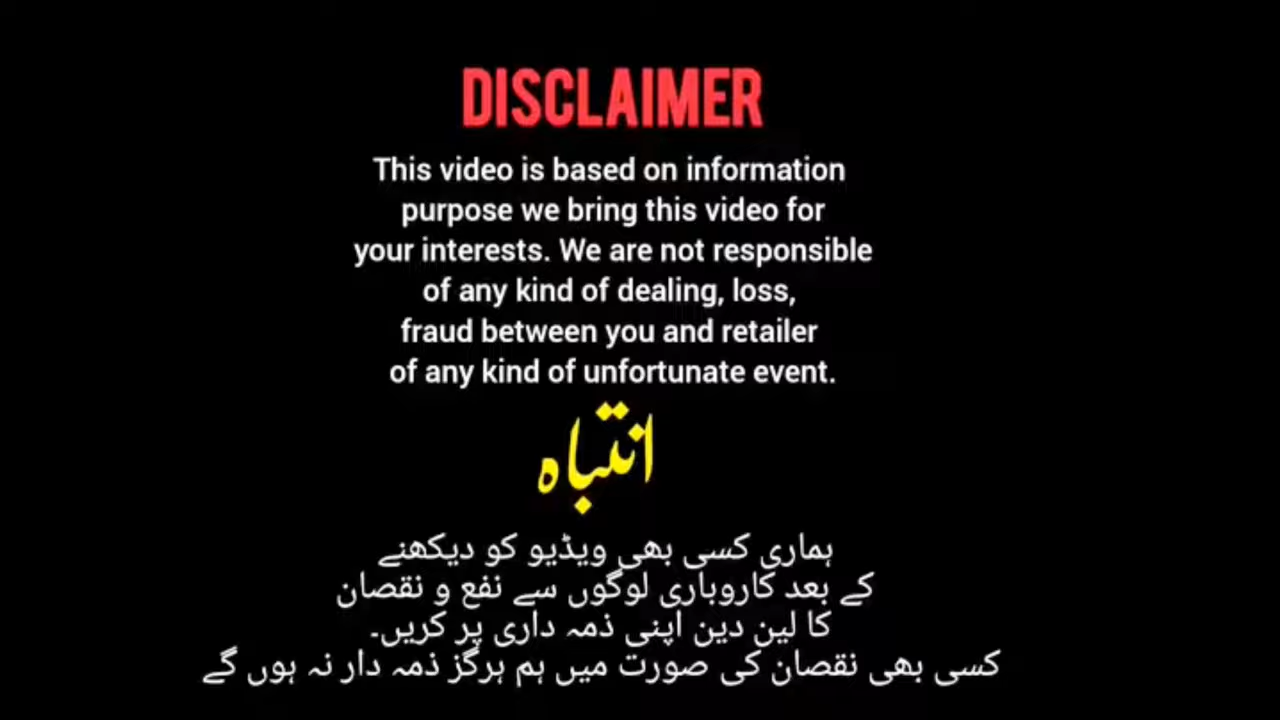 DISCLAIMER
This video is based on information
purpose we bring this video for
your interests. We are not responsible
of any kind of dealing, loss,
fraud between you and retailer
of any kind of unfortunate event.
انتباہ
ہماری کسی بھی ویڈیو کو دیکھنے
کے بعد کاروباری لوگوں سے نفع و نقصان
کا لین دین اپنی ذمہ داری پر کریں۔
کسی بھی نقصان کی صورت میں ہم ہرگز ذمہ دار نہ ہوں گے